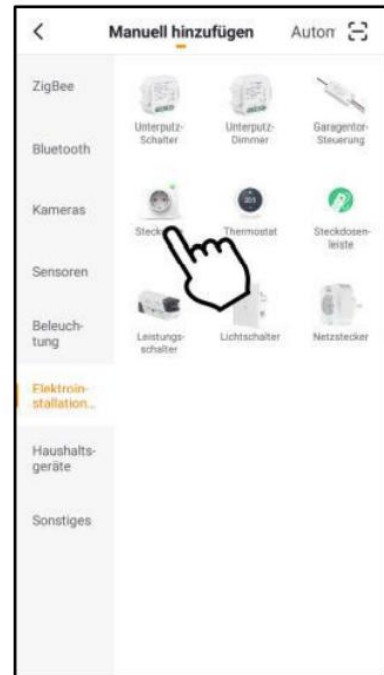 Manuell hinzufügen
Autom
ZigBee
Bluetooth
Kameras
Sensoren
Beleuch-
tung
Elektroin-
stallation...
Haushalts-
geräte
Sonstiges
Unterputz-
Schalter
Unterputz-
Dimmer
Garagentor-
Steuerung
Steck
Thermostat
Steckdosen-
leiste
Leistungs-
schalter
Lichtschalter
Netzstecker